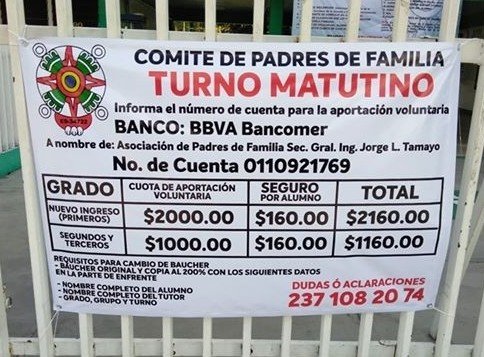 COMITE DE PADRES DE FAMILIA
TURNO MATUTINO
Informa el número de cuenta para la aportación voluntaria
BANCO: BBVA Bancomer
A nombre de: Asociación de Padres de Familia Sec. Gral. Ing. Jorge L. Tamayo
No. de Cuenta 0110921769
GRADO CUOTA DE APORTACIÓN VOLUNTARIA SEGURO POR ALUMNO TOTAL
NUEVO INGRESO (PRIMEROS) $2000.00 $160.00 $2160.00
SEGUNDOS Y TERCEROS $1000.00 $160.00 $1160.00
REQUISITOS PARA CAMBIO DE BAUCHER
- BAUCHER ORIGINAL Y COPIA AL 200% CON LOS SIGUIENTES DATOS
EN LA PARTE DE ENFRENTE
- NOMBRE COMPLETO DEL ALUMNO
- NOMBRE COMPLETO DEL TUTOR
- GRADO, GRUPO Y TURNO
DUDAS Ó ACLARACIONES
237 108 20 74